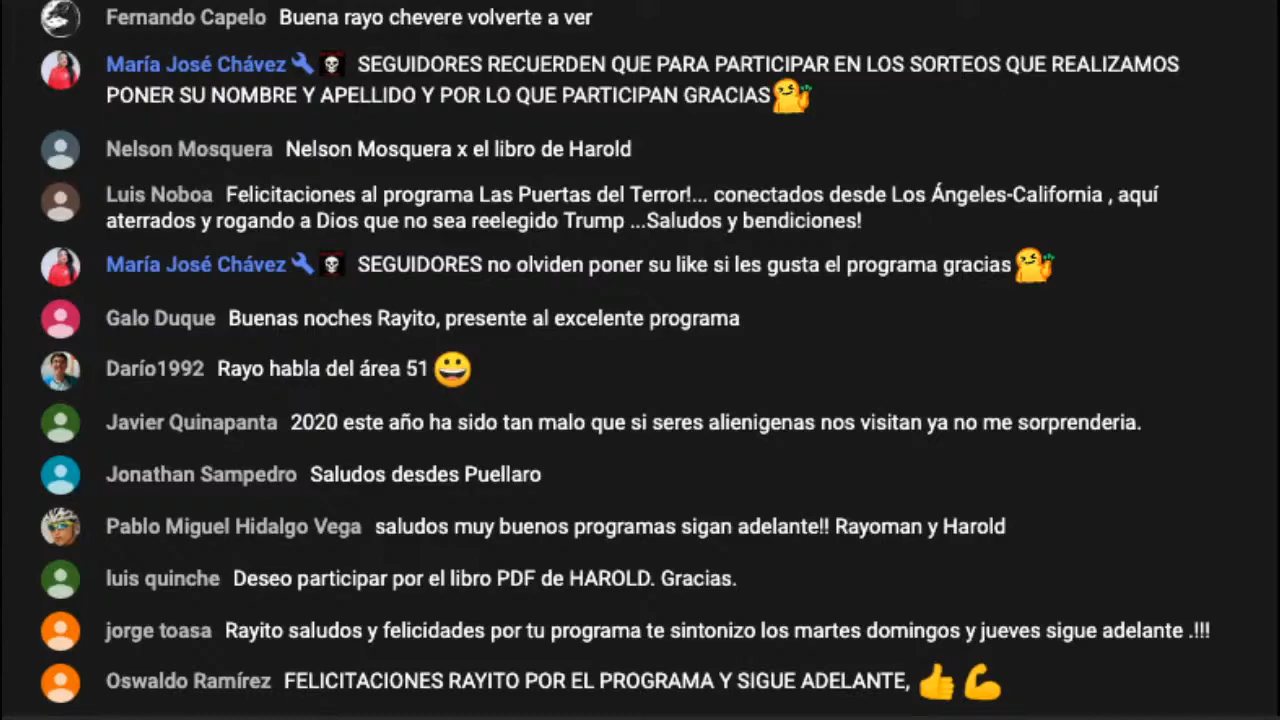 Fernando Capelo Buena rayo chevere volverte a ver
María José Chávez SEGUIDORES RECUERDEN QUE PARA PARTICIPAR EN LOS SORTEOS QUE REALIZAMOS
PONER SU NOMBRE Y APELLIDO Y POR LO QUE PARTICIPAN GRACIAS
Nelson Mosquera Nelson Mosquera x el libro de Harold
Luis Noboa Felicitaciones al programa Las Puertas del Terror!... conectados desde Los Ángeles-California , aquí
aterrados y rogando a Dios que no sea reelegido Trump ...Saludos y bendiciones!
María José Chávez SEGUIDORES no olviden poner su like si les gusta el programa gracias
Galo Duque Buenas noches Rayito, presente al excelente programa
Darío1992 Rayo habla del área 51 😀
Javier Quinapanta 2020 este año ha sido tan malo que si seres alienigenas nos visitan ya no me sorprenderia.
Jonathan Sampedro Saludos desdes Puellaro
Pablo Miguel Hidalgo Vega saludos muy buenos programas sigan adelante!! Rayoman y Harold
luis quinche Deseo participar por el libro PDF de HAROLD. Gracias.
jorge toasa Rayito saludos y felicidades por tu programa te sintonizo los martes domingos y jueves sigue adelante .!!!
Oswaldo Ramírez FELICITACIONES RAYITO POR EL PROGRAMA Y SIGUE ADELANTE, 👍 💪